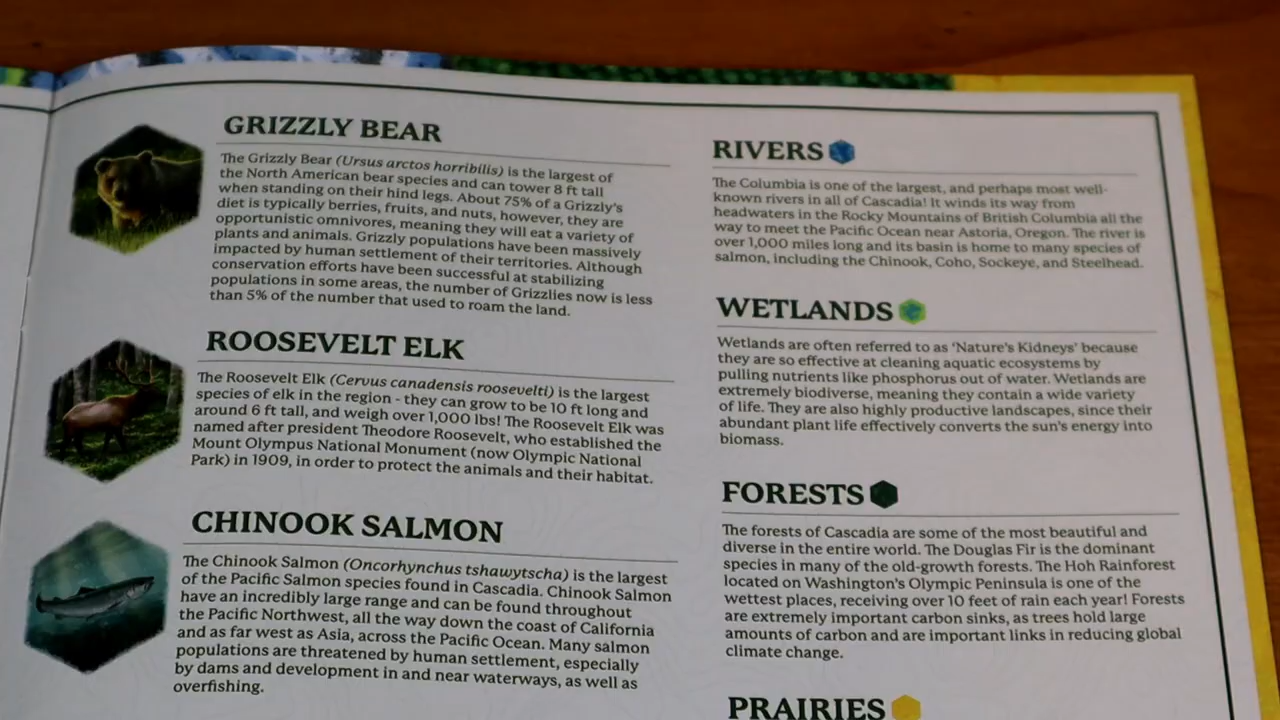 GRIZZLY BEAR
The Grizzly Bear (Ursus arctos horribilis) is the largest of
the North American bear species and can tower 8 ft tall
when standing on their hind legs. About 75% of a Grizzly's
diet is typically berries, fruits, and nuts, however, they are
opportunistic omnivores, meaning they will eat a variety of
plants and animals. Grizzly populations have been massively
impacted by human settlement of their territories. Although
conservation efforts have been successful at stabilizing
populations in some areas, the number of Grizzlies now is less
than 5% of the number that used to roam the land.
ROOSEVELT ELK
The Roosevelt Elk (Cervus canadensis roosevelti) is the largest
species of elk in the region - they can grow to be 10 ft long and
around 6 ft tall, and weigh over 1,000 lbs! The Roosevelt Elk was
named after president Theodore Roosevelt, who established the
Mount Olympus National Monument (now Olympic National
Park) in 1909, in order to protect the animals and their habitat.
CHINOOK SALMON
The Chinook Salmon (Oncorhynchus tshawytscha) is the largest
of the Pacific Salmon species found in Cascadia. Chinook Salmon
have an incredibly large range and can be found throughout
the Pacific Northwest, all the way down the coast of California
and as far west as Asia, across the Pacific Ocean. Many salmon
populations are threatened by human settlement, especially
by dams and development in and near waterways, as well as
overfishing.
RIVERS
The Columbia is one of the largest, and perhaps most well-
known rivers in all of Cascadia! It winds its way from
headwaters in the Rocky Mountains of British Columbia all the
way to meet the Pacific Ocean near Astoria, Oregon. The river is
over 1,000 miles long and its basin is home to many species of
salmon, including the Chinook, Coho, Sockeye, and Steelhead.
WETLANDS
Wetlands are often referred to as 'Nature's Kidneys' because
they are so effective at cleaning aquatic ecosystems by
pulling nutrients like phosphorus out of water. Wetlands are
extremely biodiverse, meaning they contain a wide variety
of life. They are also highly productive landscapes, since their
abundant plant life effectively converts the sun's energy into
biomass.
FORESTS
The forests of Cascadia are some of the most beautiful and
diverse in the entire world. The Douglas Fir is the dominant
species in many of the old-growth forests. The Hoh Rainforest
located on Washington's Olympic Peninsula is one of the
wettest places, receiving over 10 feet of rain each year! Forests
are extremely important carbon sinks, as trees hold large
amounts of carbon and are important links in reducing global
climate change.
PRAIRIES